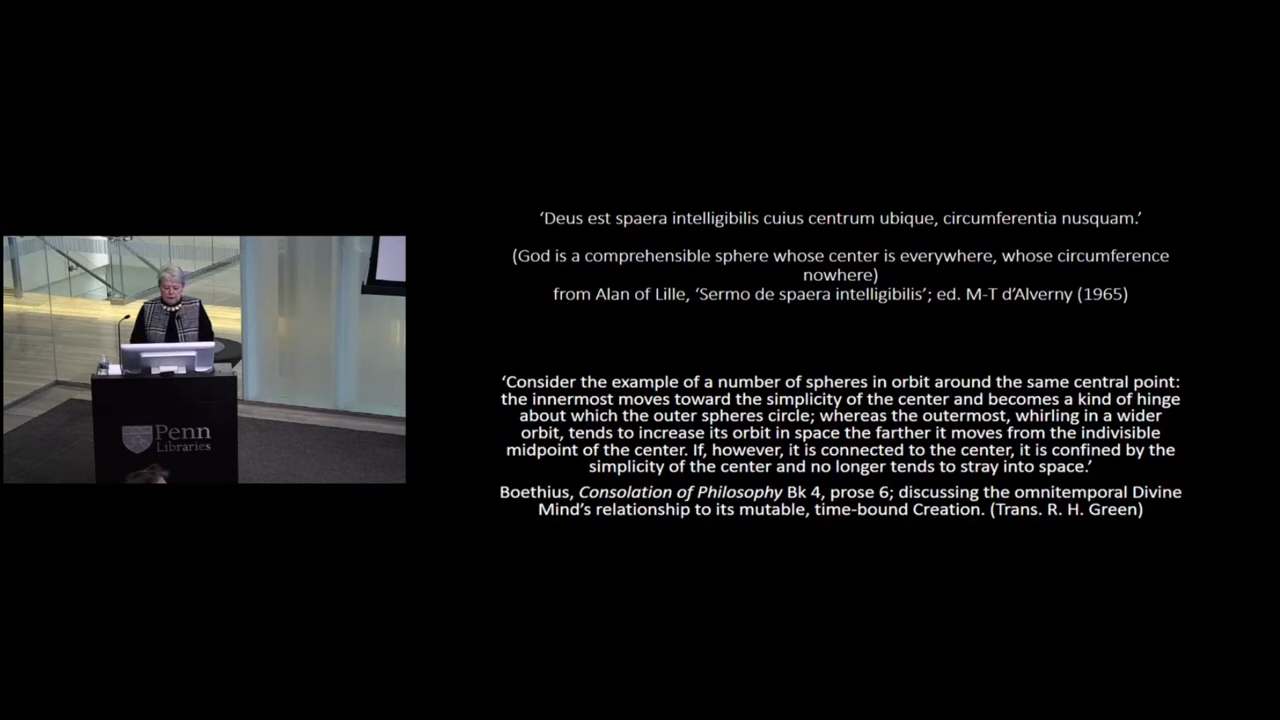 ‘Deus est spaera intelligibilis cuius centrum ubique, circumferentia nusquam.’
(God is a comprehensible sphere whose center is everywhere, whose circumference
nowhere)
from Alan of Lille, ‘Sermo de spaera intelligibilis’; ed. M-T d’Alverny (1965)
‘Consider the example of a number of spheres in orbit around the same central point:
the innermost moves toward the simplicity of the center and becomes a kind of hinge
about which the outer spheres circle; whereas the outermost, whirling in a wider
orbit, tends to increase its orbit in space the farther it moves from the indivisible
midpoint of the center. If, however, it is connected to the center, it is confined by the
simplicity of the center and no longer tends to stray into space.’
Boethius, Consolation of Philosophy Bk 4, prose 6; discussing the omnitemporal Divine
Mind’s relationship to its mutable, time-bound Creation. (Trans. R. H. Green)
Penn
Libraries